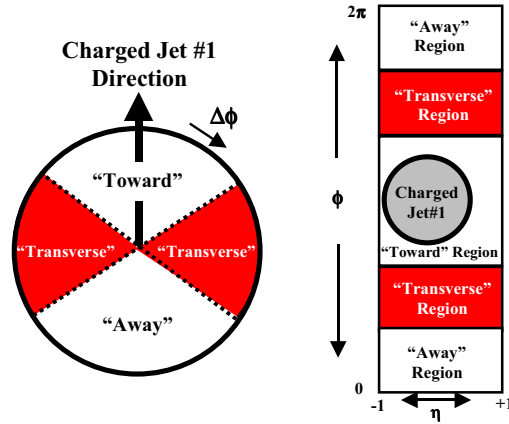 Charged Jet #1
Direction
Δϕ
“Toward”
“Transverse” “Transverse”
“Away”
2π
“Away”
Region
“Transverse”
Region
ϕ
Charged
Jet#1
“Toward” Region
“Transverse”
Region
“Away”
Region
0
-1 η +1